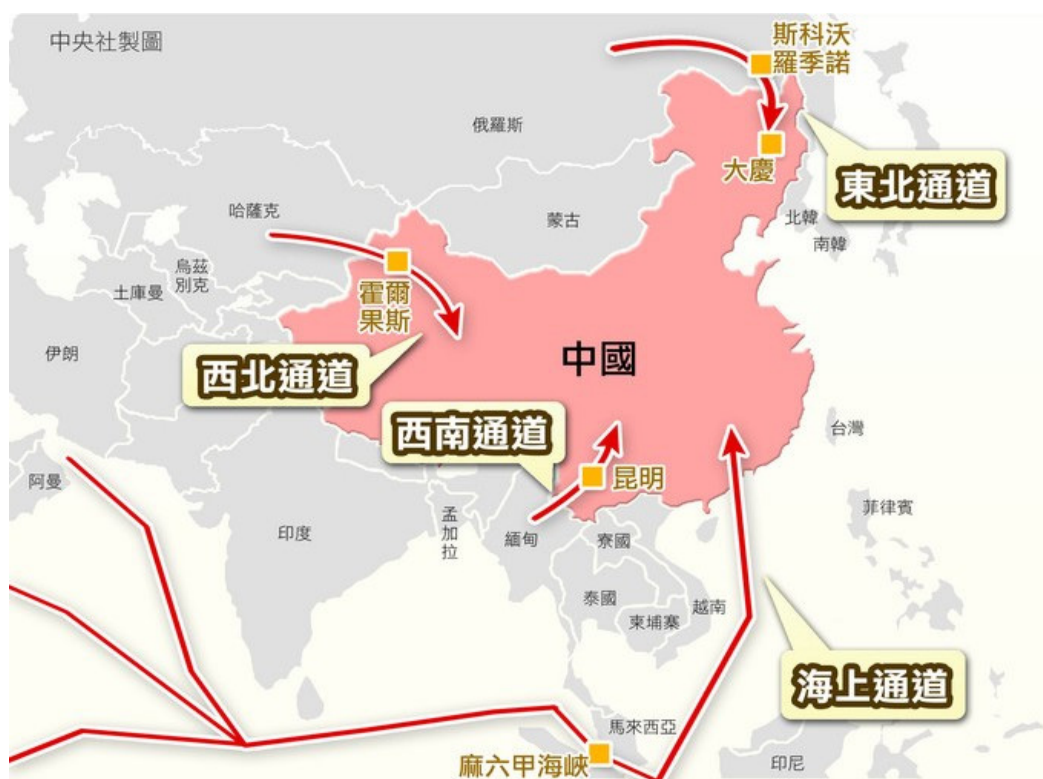 中央社製圖
斯科沃
羅季諾
俄羅斯
大慶
東北通道
哈薩克
蒙古
北韓
南韓
烏茲
別克
土庫曼
霍爾
果斯
伊朗
中國
西北通道
西南通道
台灣
阿曼
昆明
菲律賓
印度
孟
加
拉
緬甸
寮國
泰國
越南
柬埔寨
海上通道
馬來西亞
麻六甲海峽
印尼